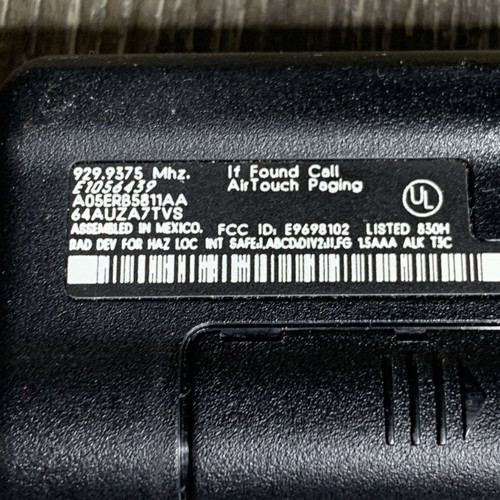 929.9375 Mhz. If Found Call
E1056439 AirTouch Paging
A05ERB5811AA
64AUZA7TVS UL
ASSEMBLED IN MEXICO. FCC ID: E9698102 LISTED 830H
RAD DEV FOR HAZ LOC INT SAFE:I,ABCD,DIV2:II,FG 1.5AAA ALK T3C